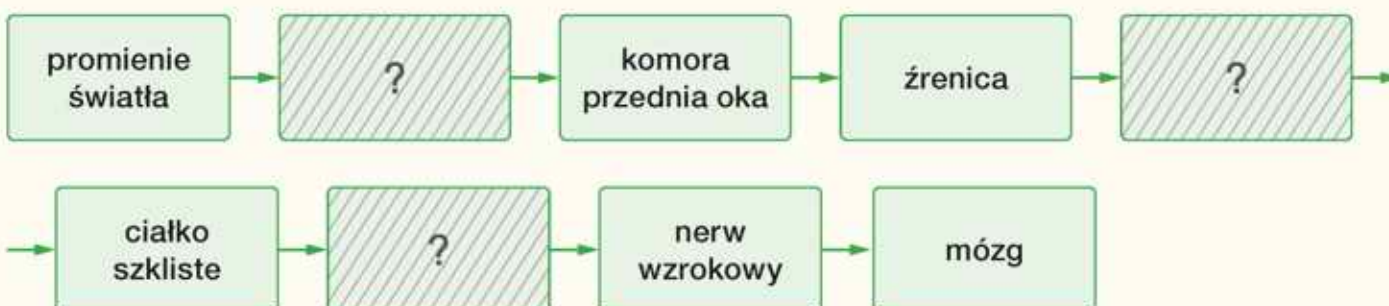 promienie
światła
?
komora
przednia oka
źrenica
?
ciałko
szkliste
?
nerw
wzrokowy
mózg